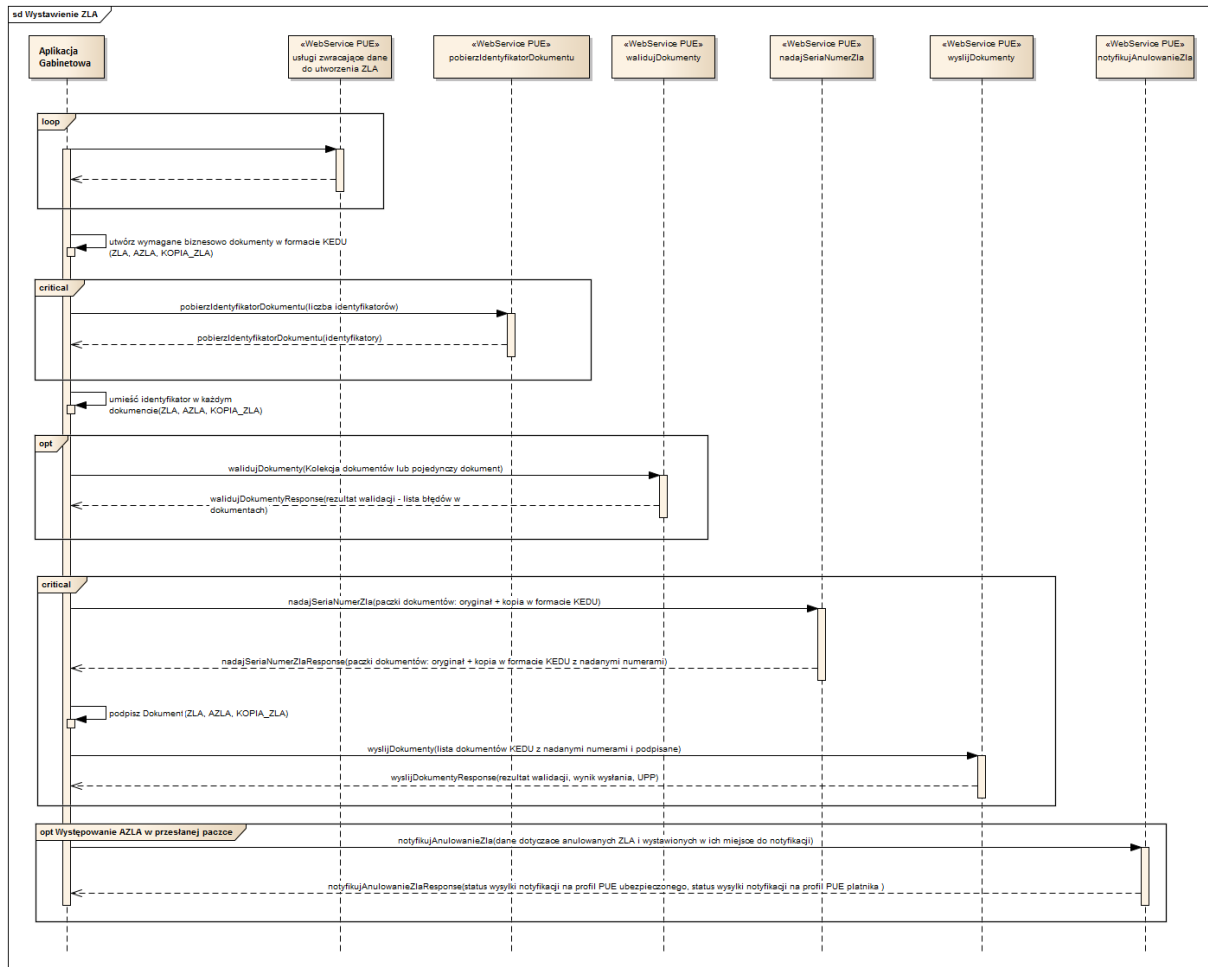 sd Wystawienie ZLA
Aplikacja
Gabinetowa
«WebService PUE»
usługi zwracające dane
do utworzenia ZLA
«WebService PUE»
pobierzIdentyfikatorDokumentu
«WebService PUE»
walidujDokumenty
«WebService PUE»
nadajSeriaNumerZla
«WebService PUE»
wyslijDokumenty
«WebService PUE»
notyfikujAnulowanieZla
loop
utwórz wymagane biznesowo dokumenty w formacie KEDU
(ZLA, AZLA, KOPIA_ZLA)
critical
pobierzIdentyfikatorDokumentu(liczba identyfikatorów)
pobierzIdentyfikatorDokumentu(identyfikatory)
umieść identyfikator w każdym
dokumencie(ZLA, AZLA, KOPIA_ZLA)
opt
walidujDokumenty(Kolekcja dokumentów lub pojedynczy dokument)
walidujDokumentyResponse(rezultat walidacji - lista błędów w
dokumentach)
critical
nadajSeriaNumerZla(paczki dokumentów: oryginał + kopia w formacie KEDU)
nadajSeriaNumerZlaResponse(paczki dokumentów: oryginał + kopia w formacie KEDU z nadanymi numerami)
podpisz Dokument(ZLA, AZLA, KOPIA_ZLA)
wyslijDokumenty(lista dokumentów KEDU z nadanymi numerami i podpisane)
wyslijDokumentyResponse(rezultat walidacji, wynik wysłania, UPP)
opt Występowanie AZLA w przesłanej paczce
notyfikujAnulowanieZla(dane dotyczace anulowanych ZLA i wystawionych w ich miejsce do notyfikacji)
notyfikujAnulowanieZlaResponse(status wysylki notyfikacji na profil PUE ubezpieczonego, status wysylki notyfikacji na profil PUE platnika )